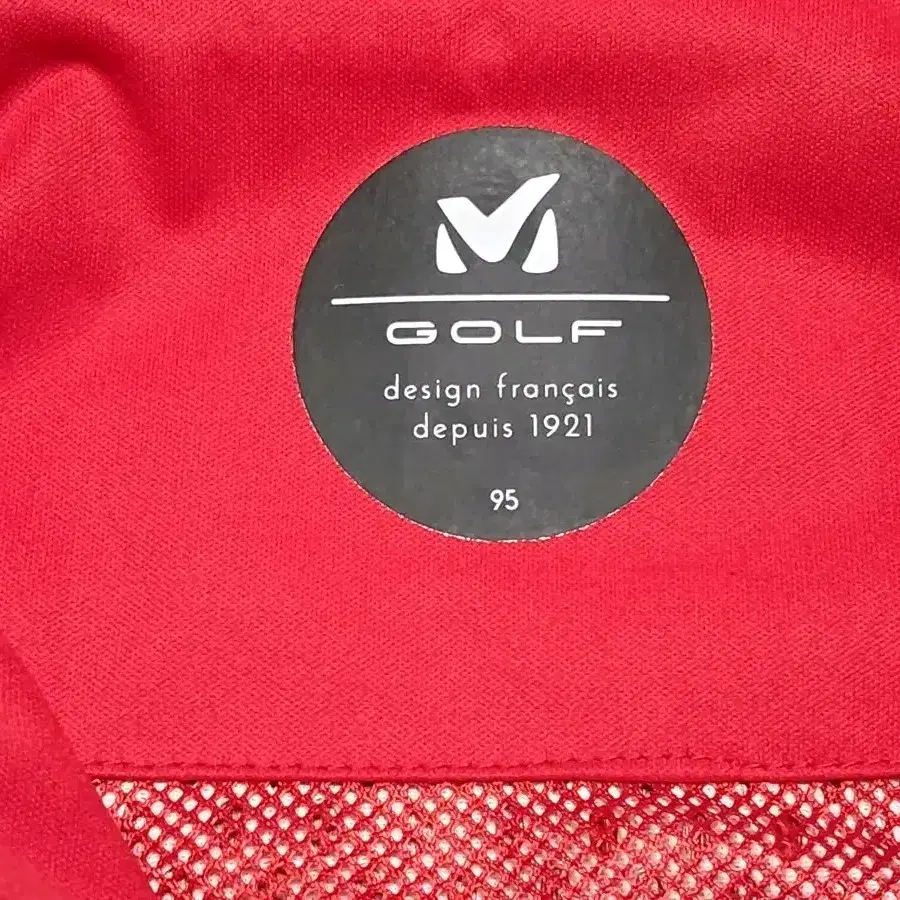 GOLF
design français
depuis 1921
95